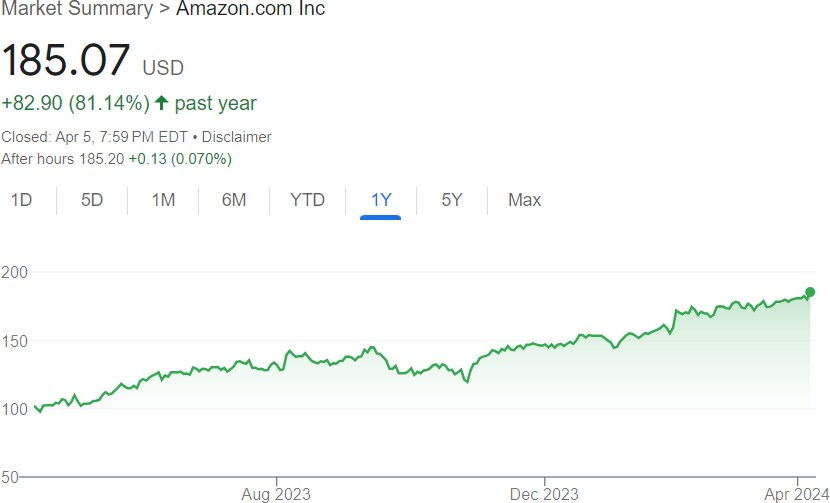 Market Summary > Amazon.com Inc
185.07 USD
+82.90 (81.14%) ↑ past year
Closed: Apr 5, 7:59 PM EDT • Disclaimer
After hours 185.20 +0.13 (0.070%)
1D 5D 1M 6M YTD 1Y 5Y Max
200
150
100
50
Aug 2023 Dec 2023 Apr 2024